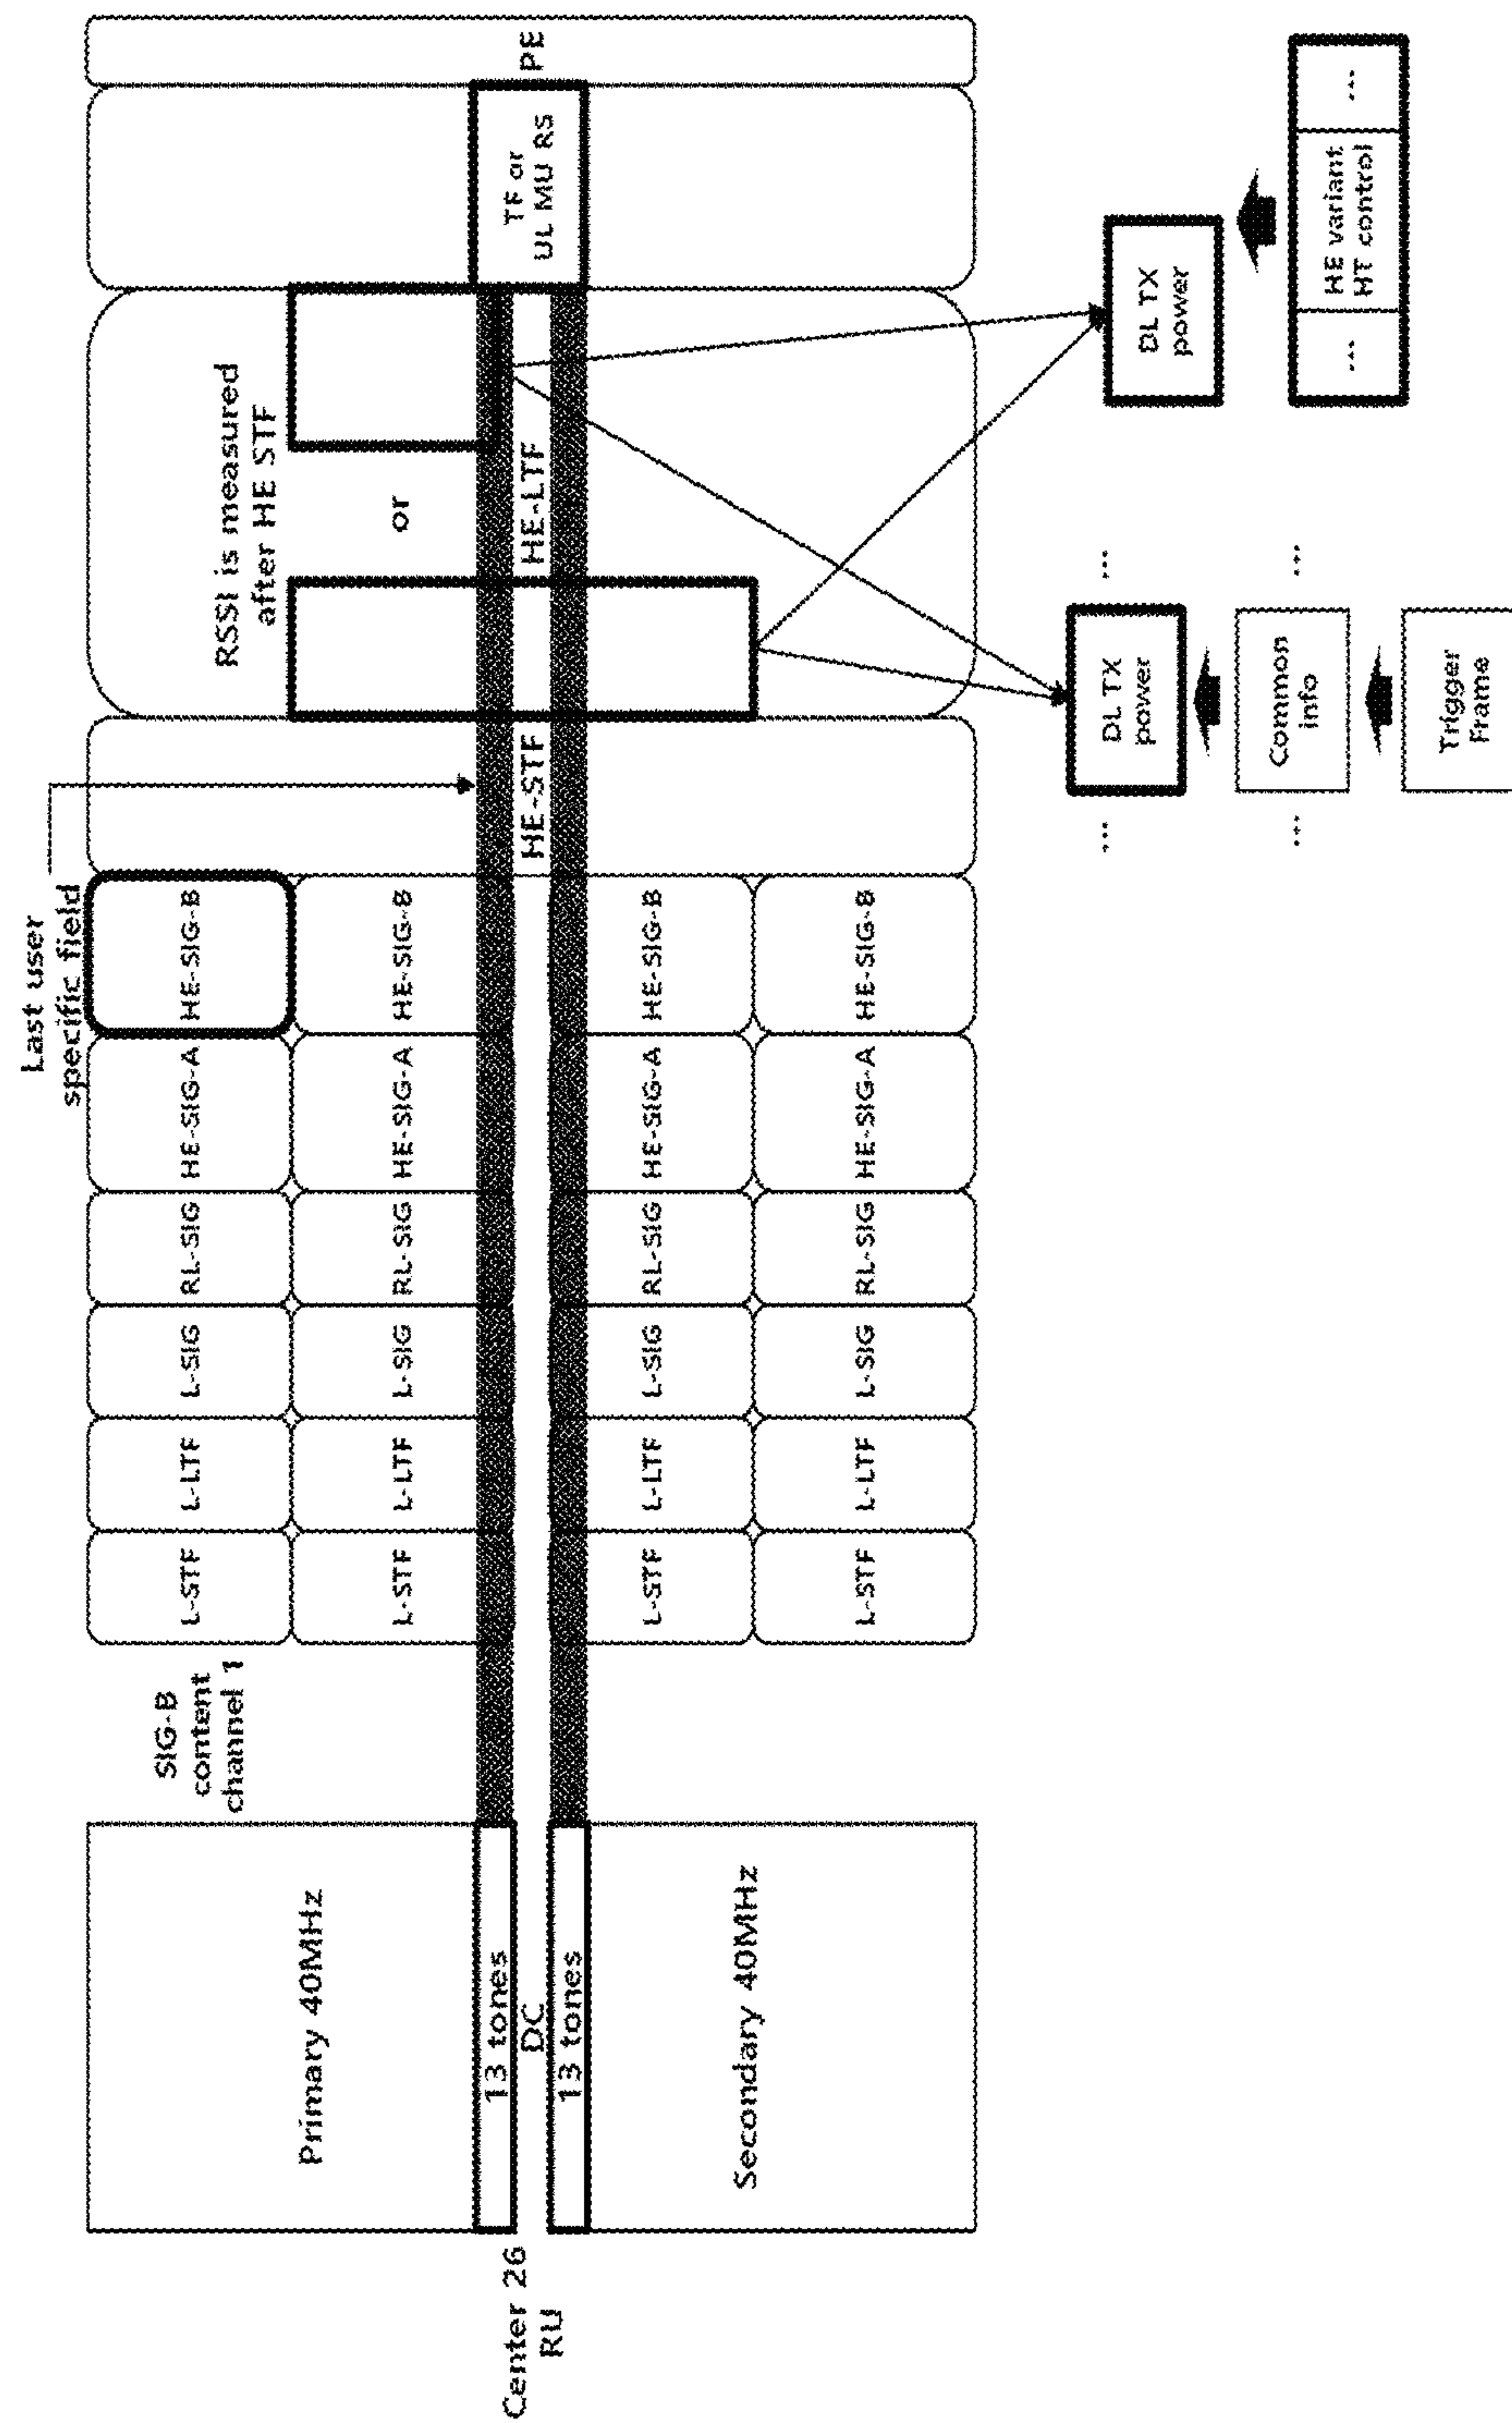 Last user
specific field
SIG-B
content
channel 1
RSSI is measured
after HE STF
L-STF
L-LTF
L-SIG
RL-SIG
HE-SIG-A
HE-SIG-B
Primary 40MHz
L-STF
L-LTF
L-SIG
RL-SIG
HE-SIG-A
HE-SIG-B
or
Center 26
RU
13 tones
DC
13 tones
HE-STF
HE-LTF
TF or
UL MU RS
PE
L-STF
L-LTF
L-SIG
RL-SIG
HE-SIG-A
HE-SIG-B
Secondary 40MHz
L-STF
L-LTF
L-SIG
RL-SIG
HE-SIG-A
HE-SIG-B
...
DL TX
power
...
DL TX
power
...
Common
info
...
...
HE variant
HT control
...
Trigger
Frame